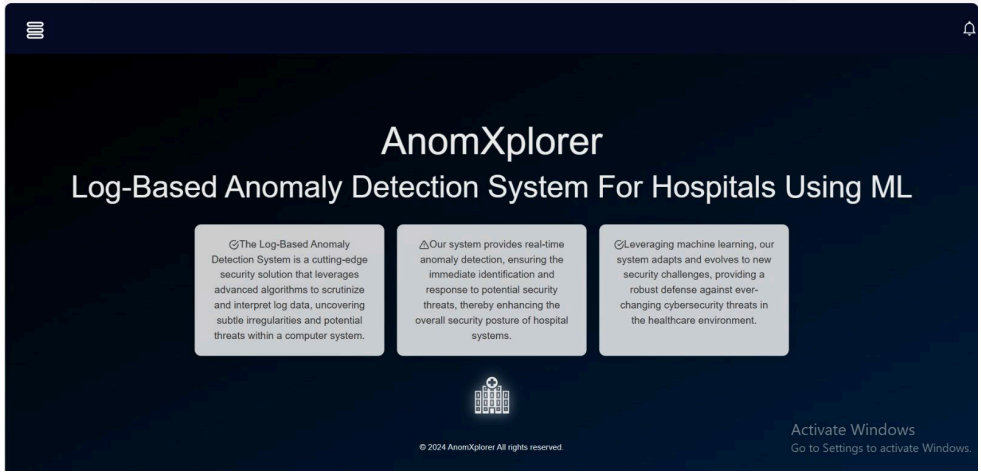 AnomXplorer
Log-Based Anomaly Detection System For Hospitals Using ML
The Log-Based Anomaly
Detection System is a cutting-edge
security solution that leverages
advanced algorithms to scrutinize
and interpret log data, uncovering
subtle irregularities and potential
threats within a computer system.
Our system provides real-time
anomaly detection, ensuring the
immediate identification and
response to potential security
threats, thereby enhancing the
overall security posture of hospital
systems.
Leveraging machine learning, our
system adapts and evolves to new
security challenges, providing a
robust defense against ever-
changing cybersecurity threats in
the healthcare environment.
© 2024 AnomXplorer All rights reserved.
Activate Windows
Go to Settings to activate Windows.